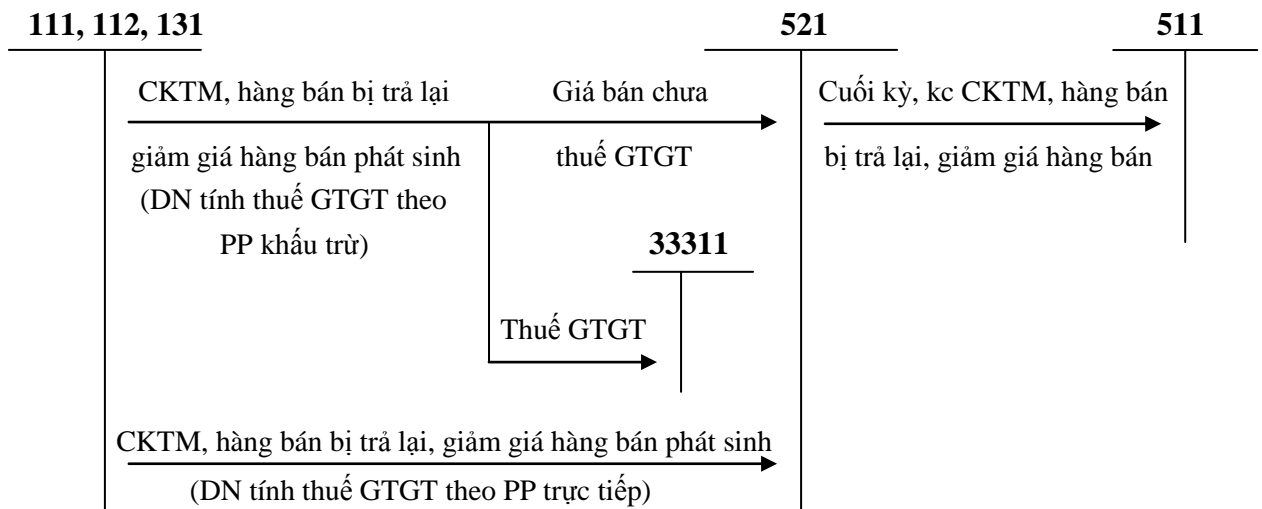 111, 112, 131 521 511
CKTM, hàng bán bị trả lại Giá bán chưa Cuối kỳ, kc CKTM, hàng bán
giảm giá hàng bán phát sinh thuế GTGT bị trả lại, giảm giá hàng bán
(DN tính thuế GTGT theo
PP khấu trừ) 33311
Thuế GTGT
CKTM, hàng bán bị trả lại, giảm giá hàng bán phát sinh
(DN tính thuế GTGT theo PP trực tiếp)